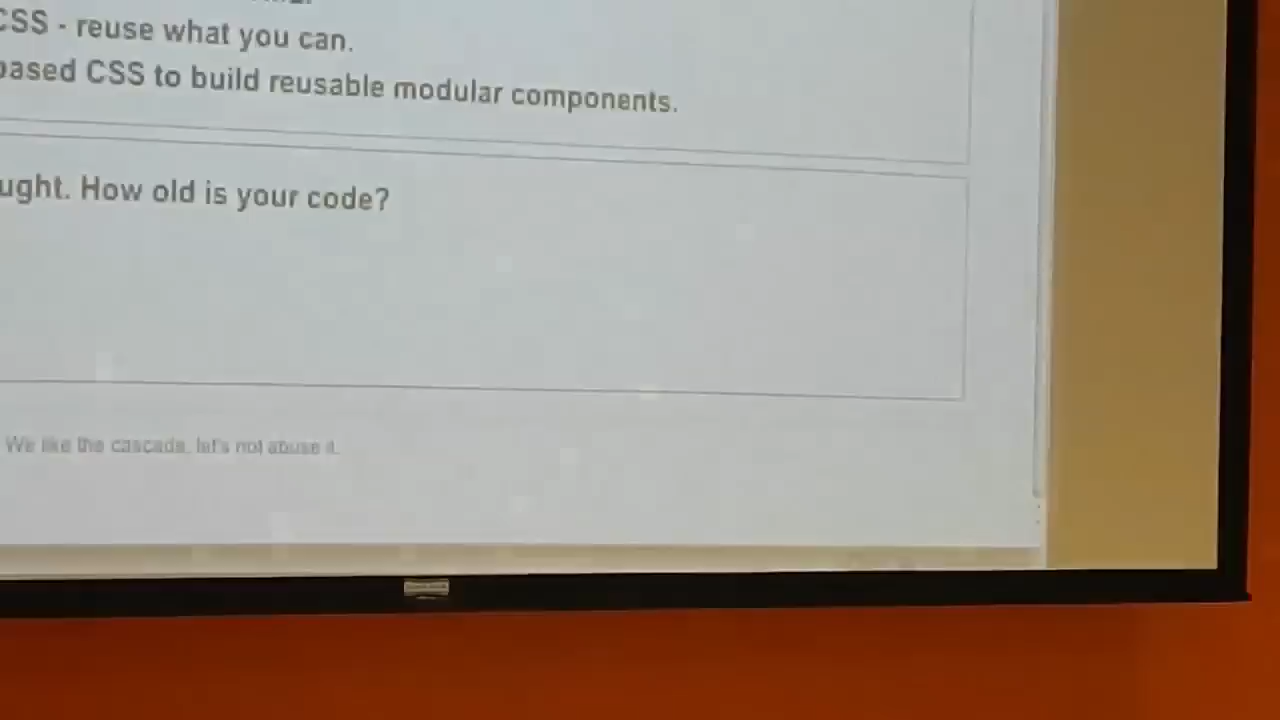 CSS - reuse what you can.
based CSS to build reusable modular components.
ught. How old is your code?
We like the cascade, let's not abuse it.